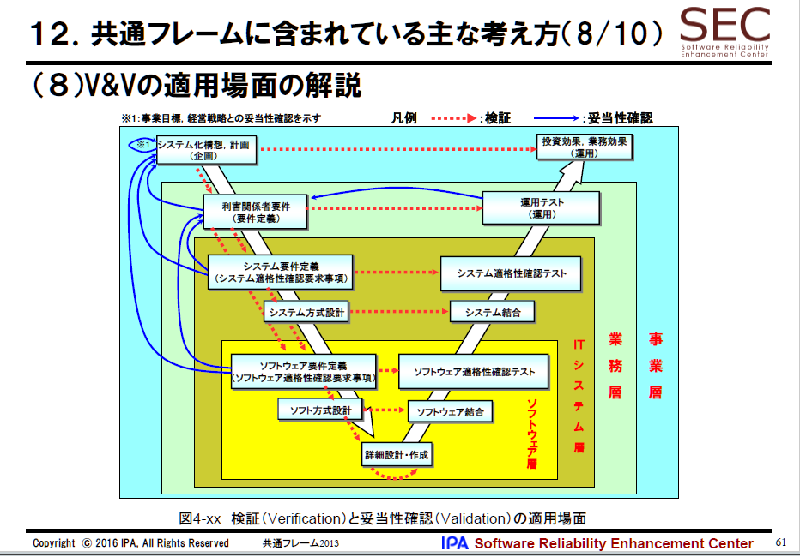 12．共通フレームに含まれている主な考え方（8/10）
SEC
Software Reliability
Enhancement Center
（８）V&Vの適用場面の解説
※1：事業目標，経営戦略との妥当性確認を示す
凡例 ：検証 ：妥当性確認
※1
システム化構想，計画
（企画）
投資効果，業務効果
（運用）
利害関係者要件
（要件定義）
運用テスト
（運用）
システム要件定義
（システム適格性確認要求事項）
システム適格性確認テスト
システム方式設計
システム結合
ソフトウェア要件定義
（ソフトウェア適格性確認要求事項）
ソフトウェア適格性確認テスト
ソフト方式設計
ソフトウェア結合
詳細設計・作成
ソフトウェア層
ITシステム層
業務層
事業層
図4-xx 検証（Verification）と妥当性確認（Validation）の適用場面
Copyright © 2016 IPA, All Rights Reserved 共通フレーム2013
IPA Software Reliability Enhancement Center 61